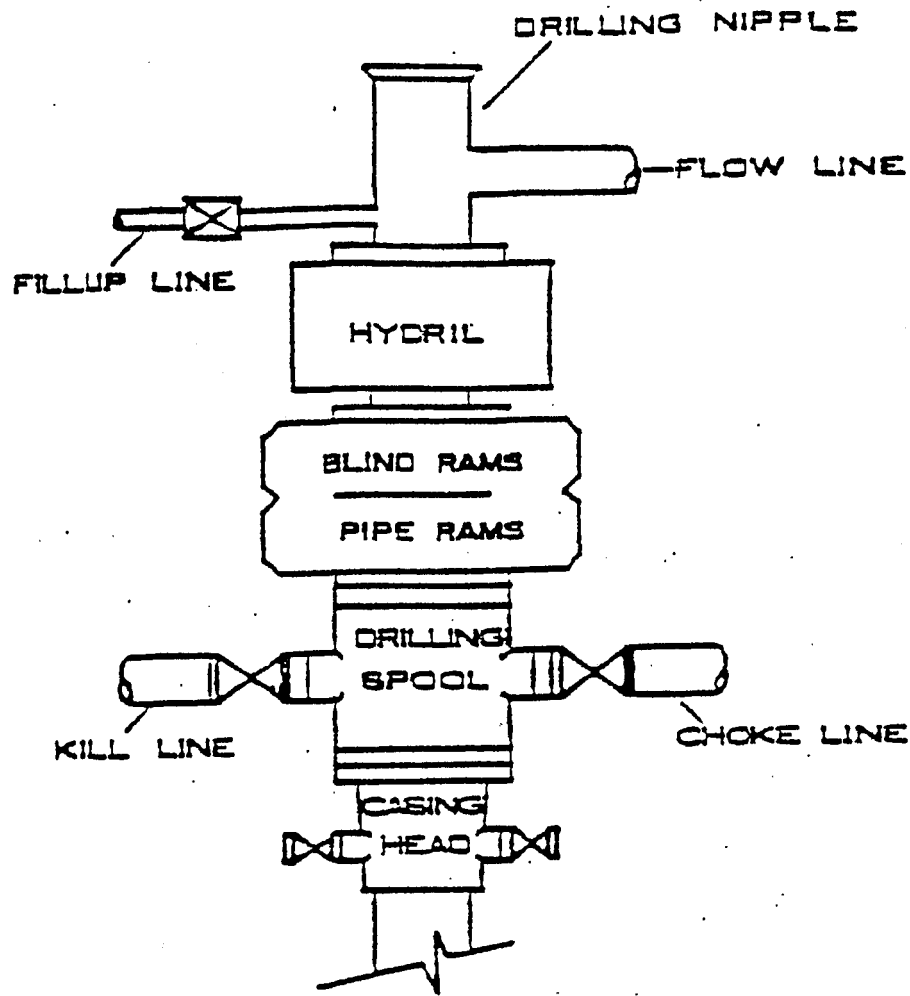 DRILLING NIPPLE
FLOW LINE
FILLUP LINE
HYDRIL
BLIND RAMS
PIPE RAMS
DRILLING
SPOOL
KILL LINE
CHOKE LINE
CASING
HEAD